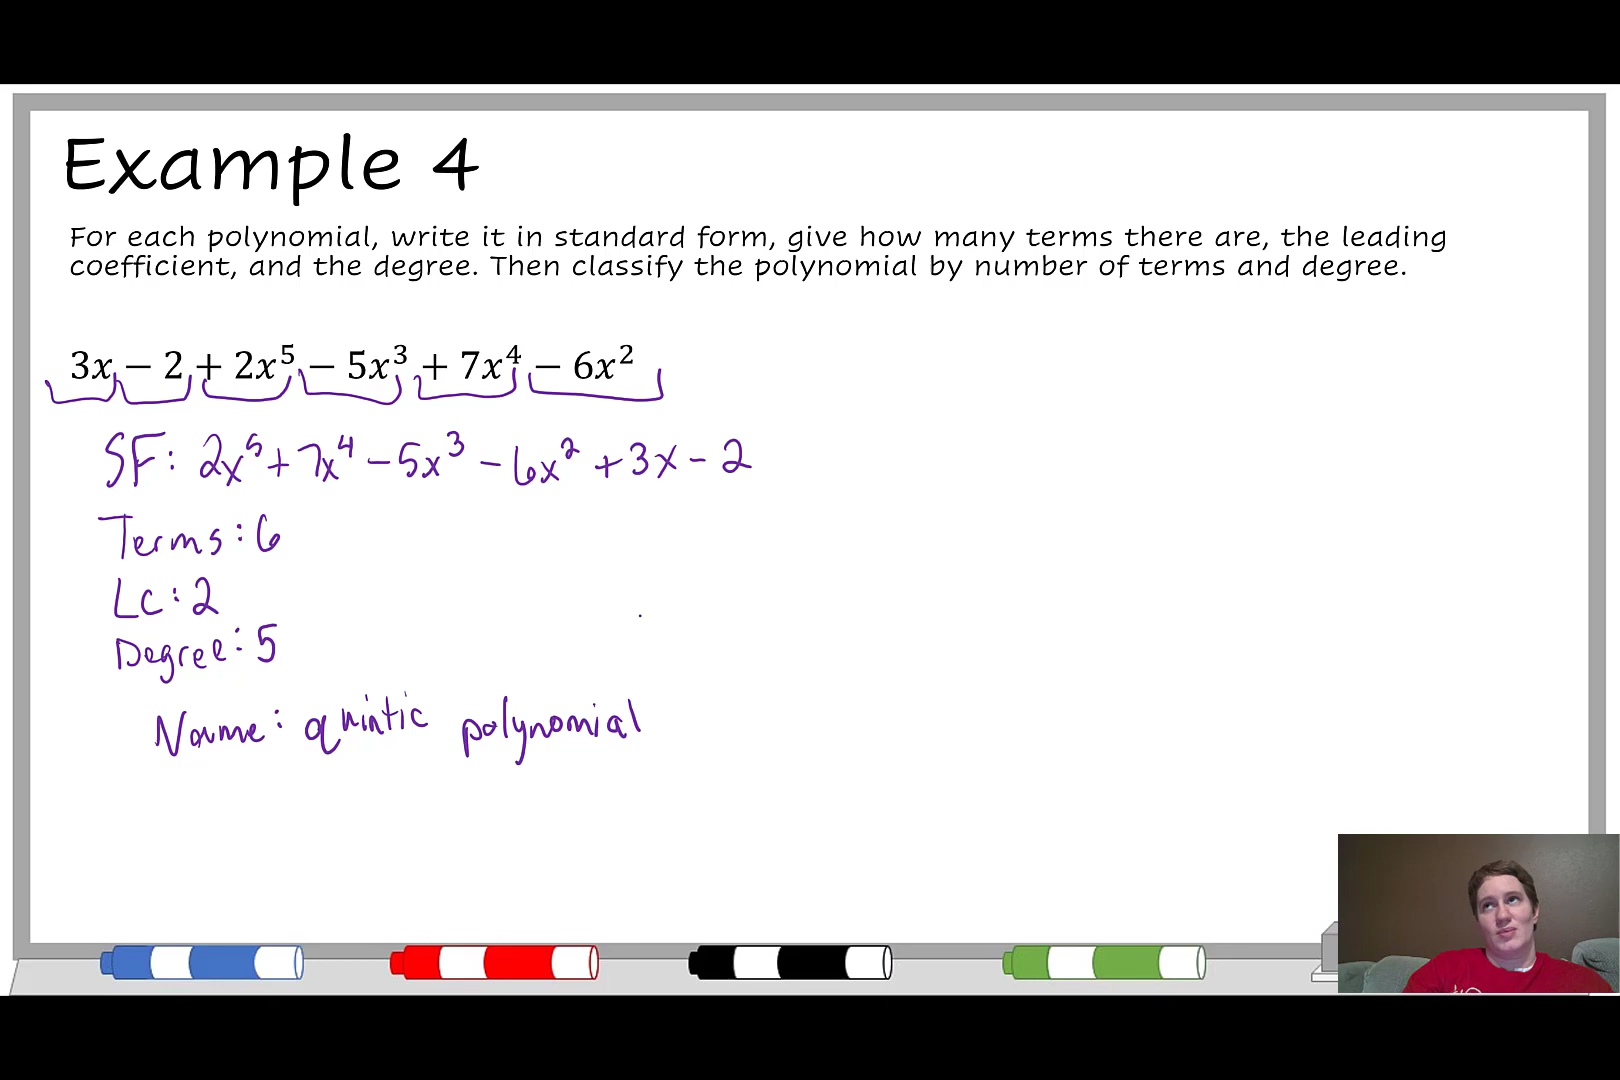 Example 4
For each polynomial, write it in standard form, give how many terms there are, the leading
coefficient, and the degree. Then classify the polynomial by number of terms and degree.
3x − 2 + 2x⁵ − 5x³ + 7x⁴ − 6x²
SF: 2x⁵ + 7x⁴ − 5x³ − 6x² + 3x − 2
Terms: 6
LC: 2
Degree: 5
Name: quintic polynomial